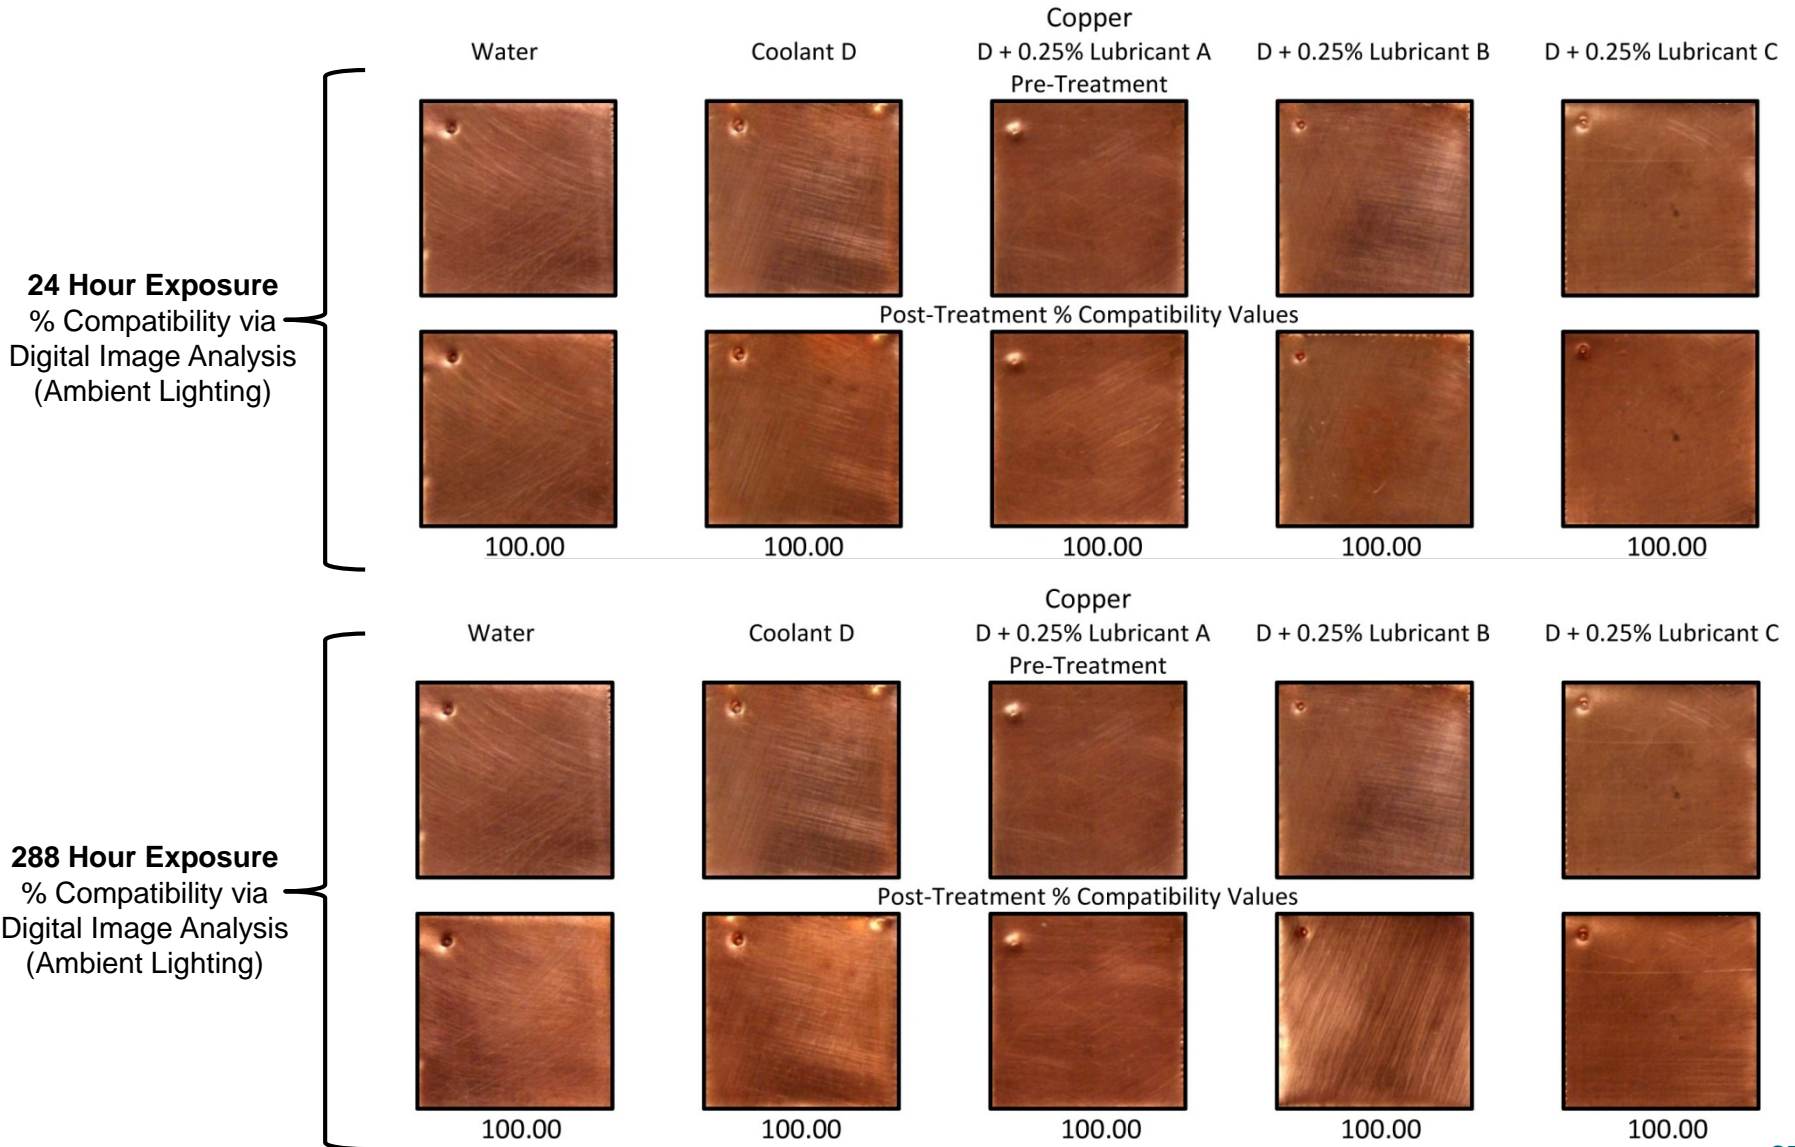 Copper
Water Coolant D D + 0.25% Lubricant A D + 0.25% Lubricant B D + 0.25% Lubricant C
Pre-Treatment
24 Hour Exposure
% Compatibility via
Digital Image Analysis
(Ambient Lighting)
Post-Treatment % Compatibility Values
100.00 100.00 100.00 100.00 100.00
Copper
Water Coolant D D + 0.25% Lubricant A D + 0.25% Lubricant B D + 0.25% Lubricant C
Pre-Treatment
288 Hour Exposure
% Compatibility via
Digital Image Analysis
(Ambient Lighting)
Post-Treatment % Compatibility Values
100.00 100.00 100.00 100.00 100.00